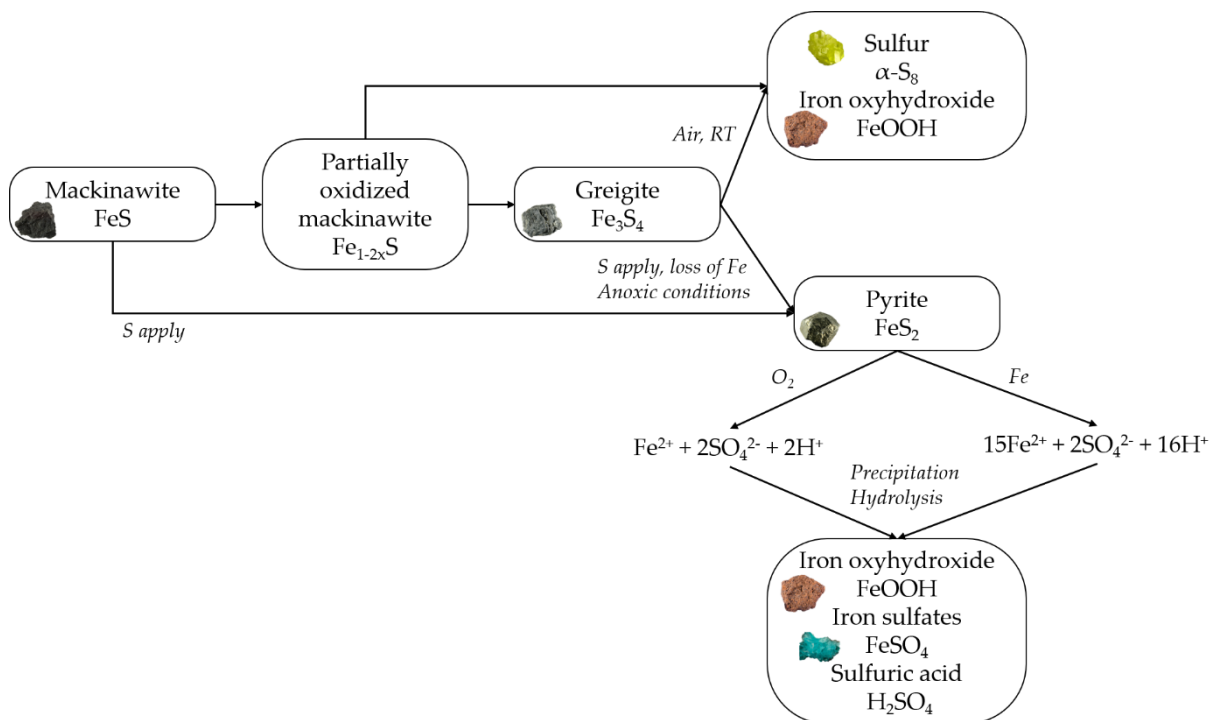 Sulfur
α-S₈
Iron oxyhydroxide
FeOOH
Air, RT
Mackinawite
FeS
Partially
oxidized
mackinawite
Fe₁₋₂ₓS
Greigite
Fe₃S₄
S apply, loss of Fe
Anoxic conditions
S apply
Pyrite
FeS₂
O₂
Fe
Fe²⁺ + 2SO₄²⁻ + 2H⁺
15Fe²⁺ + 2SO₄²⁻ + 16H⁺
Precipitation
Hydrolysis
Iron oxyhydroxide
FeOOH
Iron sulfates
FeSO₄
Sulfuric acid
H₂SO₄